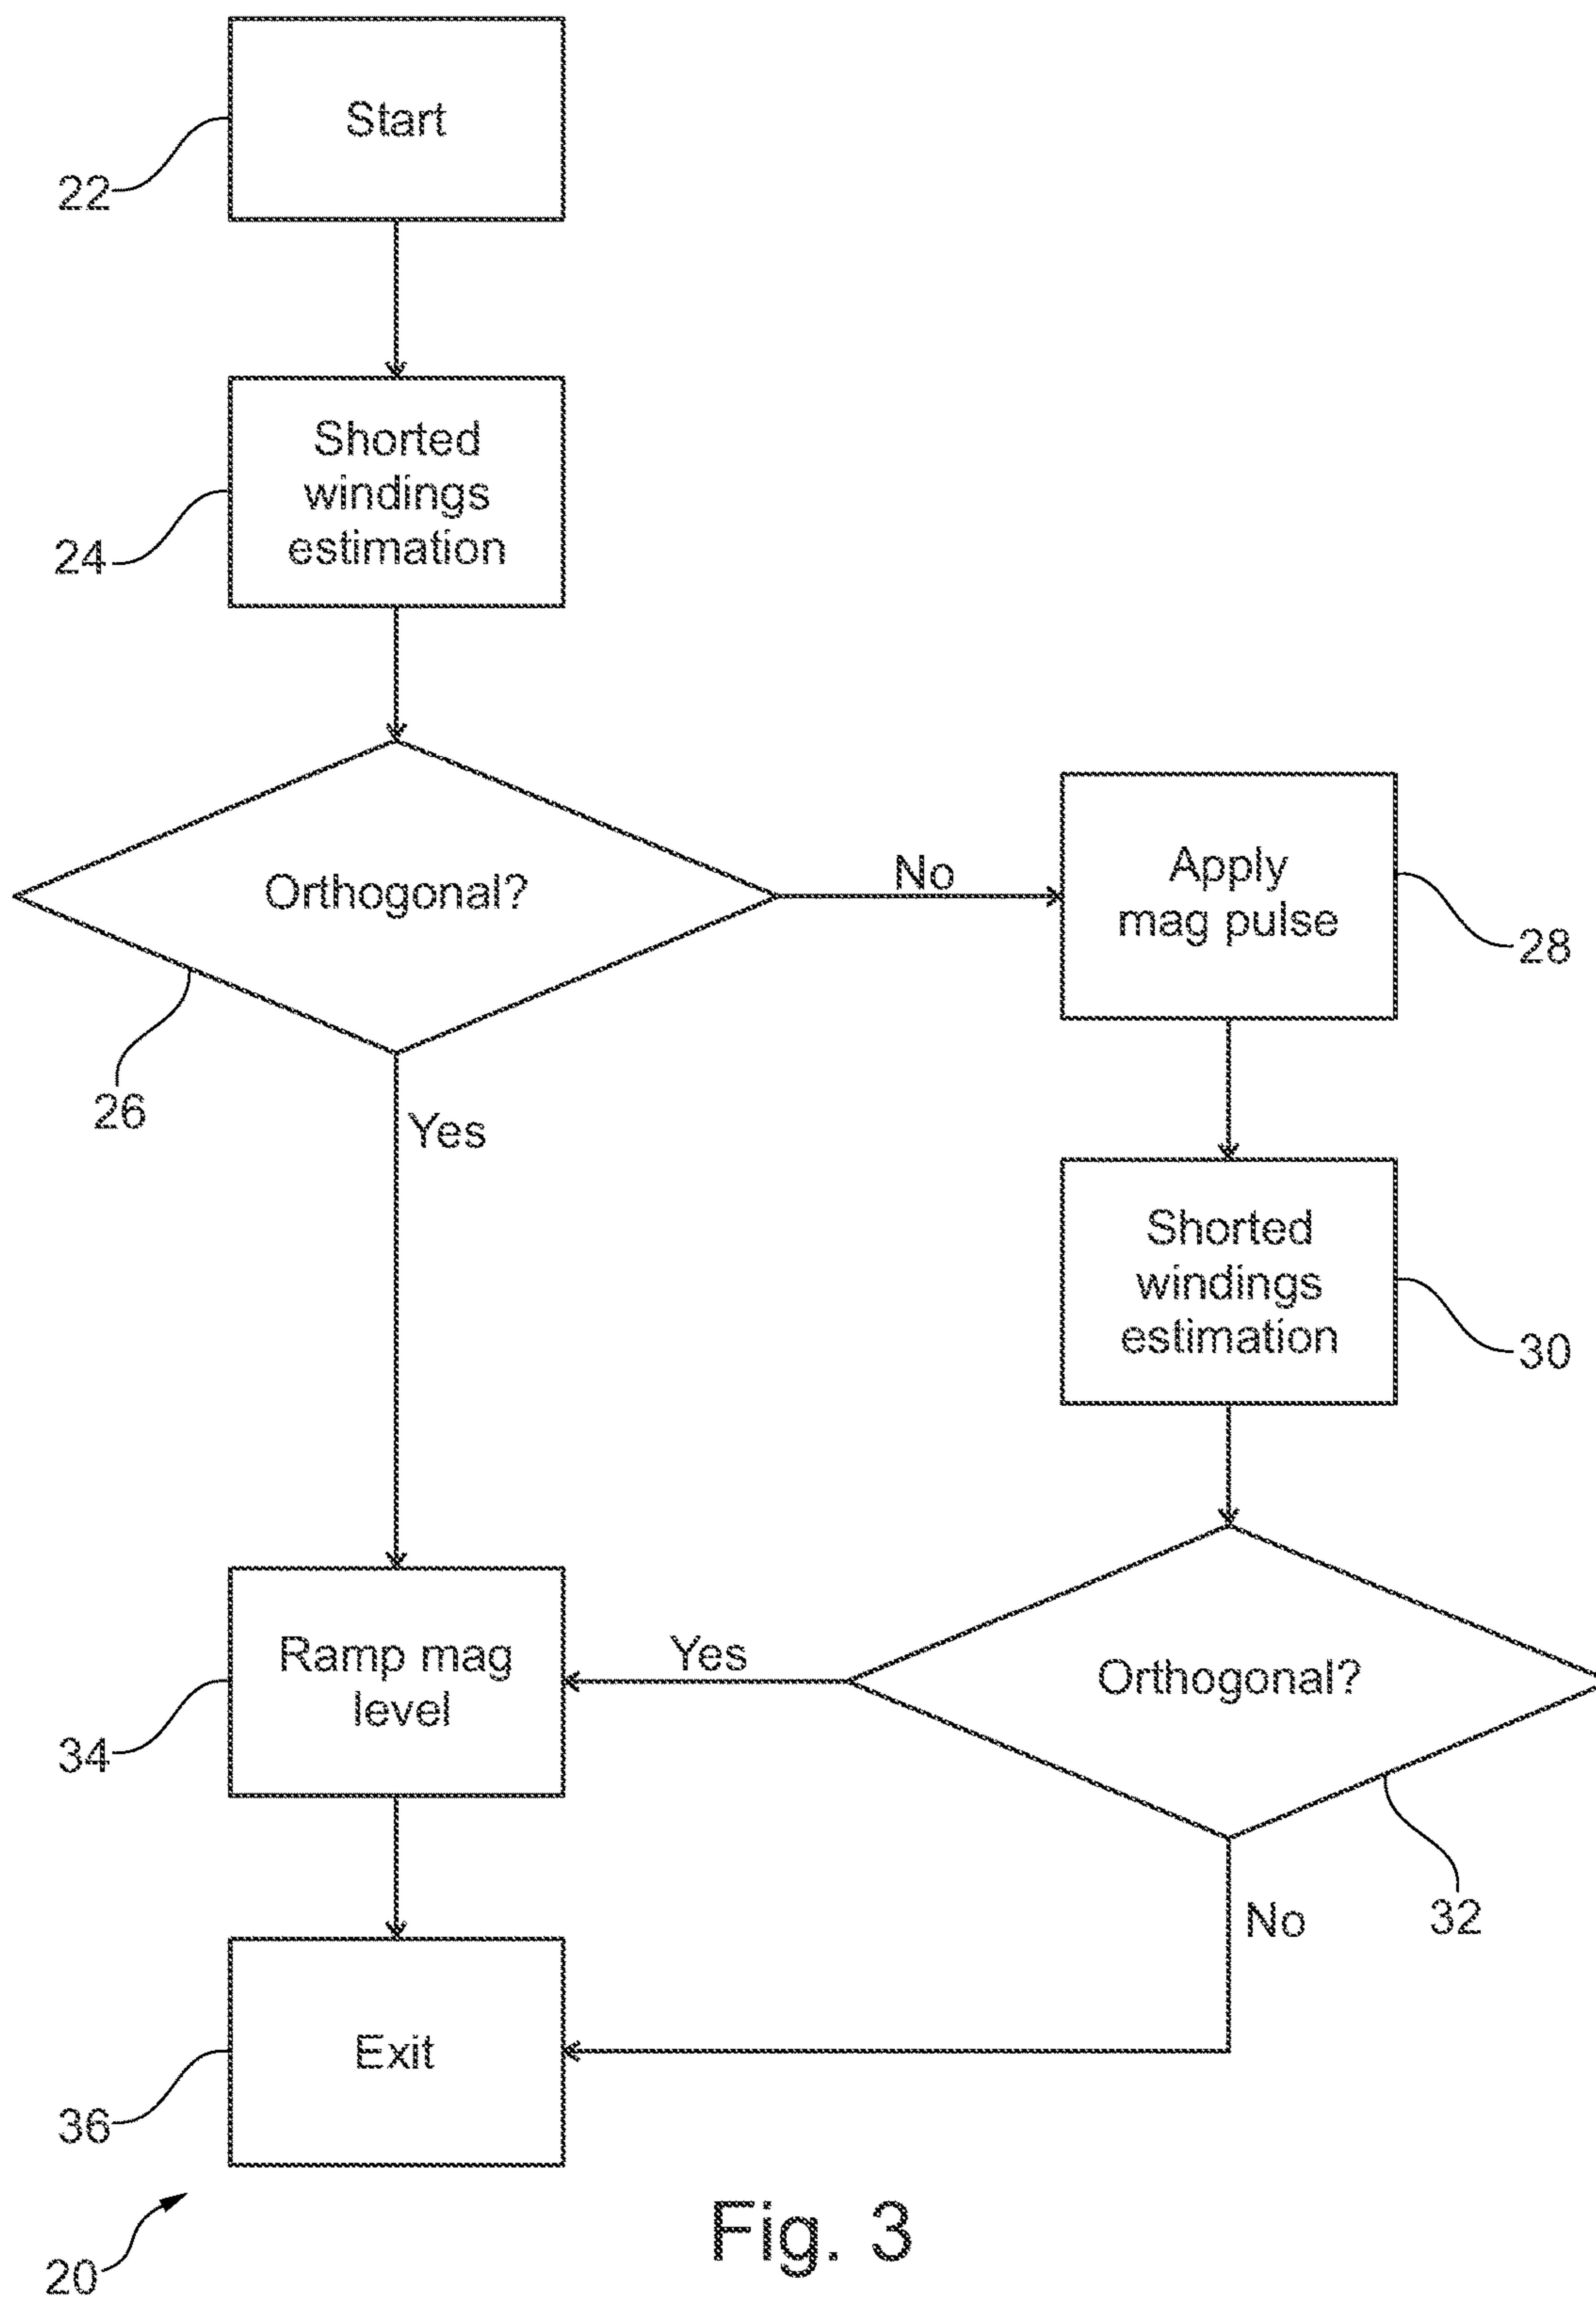 Start
22
Shorted
windings
estimation
24
Orthogonal?
No
26
Yes
Apply
mag pulse
28
Shorted
windings
estimation
30
Ramp mag
level
34
Yes
Orthogonal?
32
No
Exit
36
20
Fig. 3